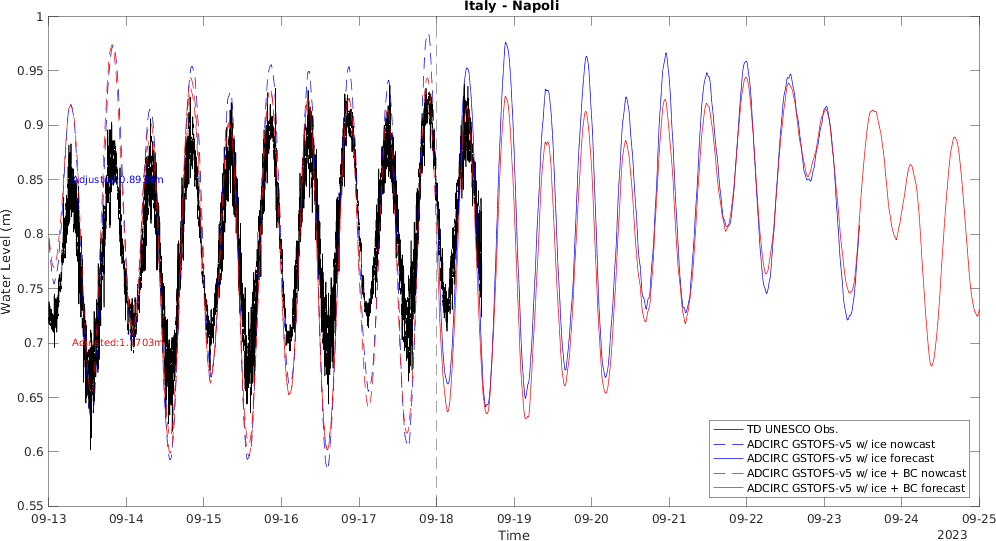 Italy - Napoli
Water Level (m)
1
0.95
0.9
0.85
0.8
0.75
0.7
0.65
0.6
0.55
m
TD UNESCO Obs.
ADCIRC GSTOFS-v5 w/ ice nowcast
ADCIRC GSTOFS-v5 w/ ice forecast
ADCIRC GSTOFS-v5 w/ ice + BC nowcast
ADCIRC GSTOFS-v5 w/ ice + BC forecast
09-13 09-14 09-15 09-16 09-17 09-18 09-19 09-20 09-21 09-22 09-23 09-24 09-25
Time
2023